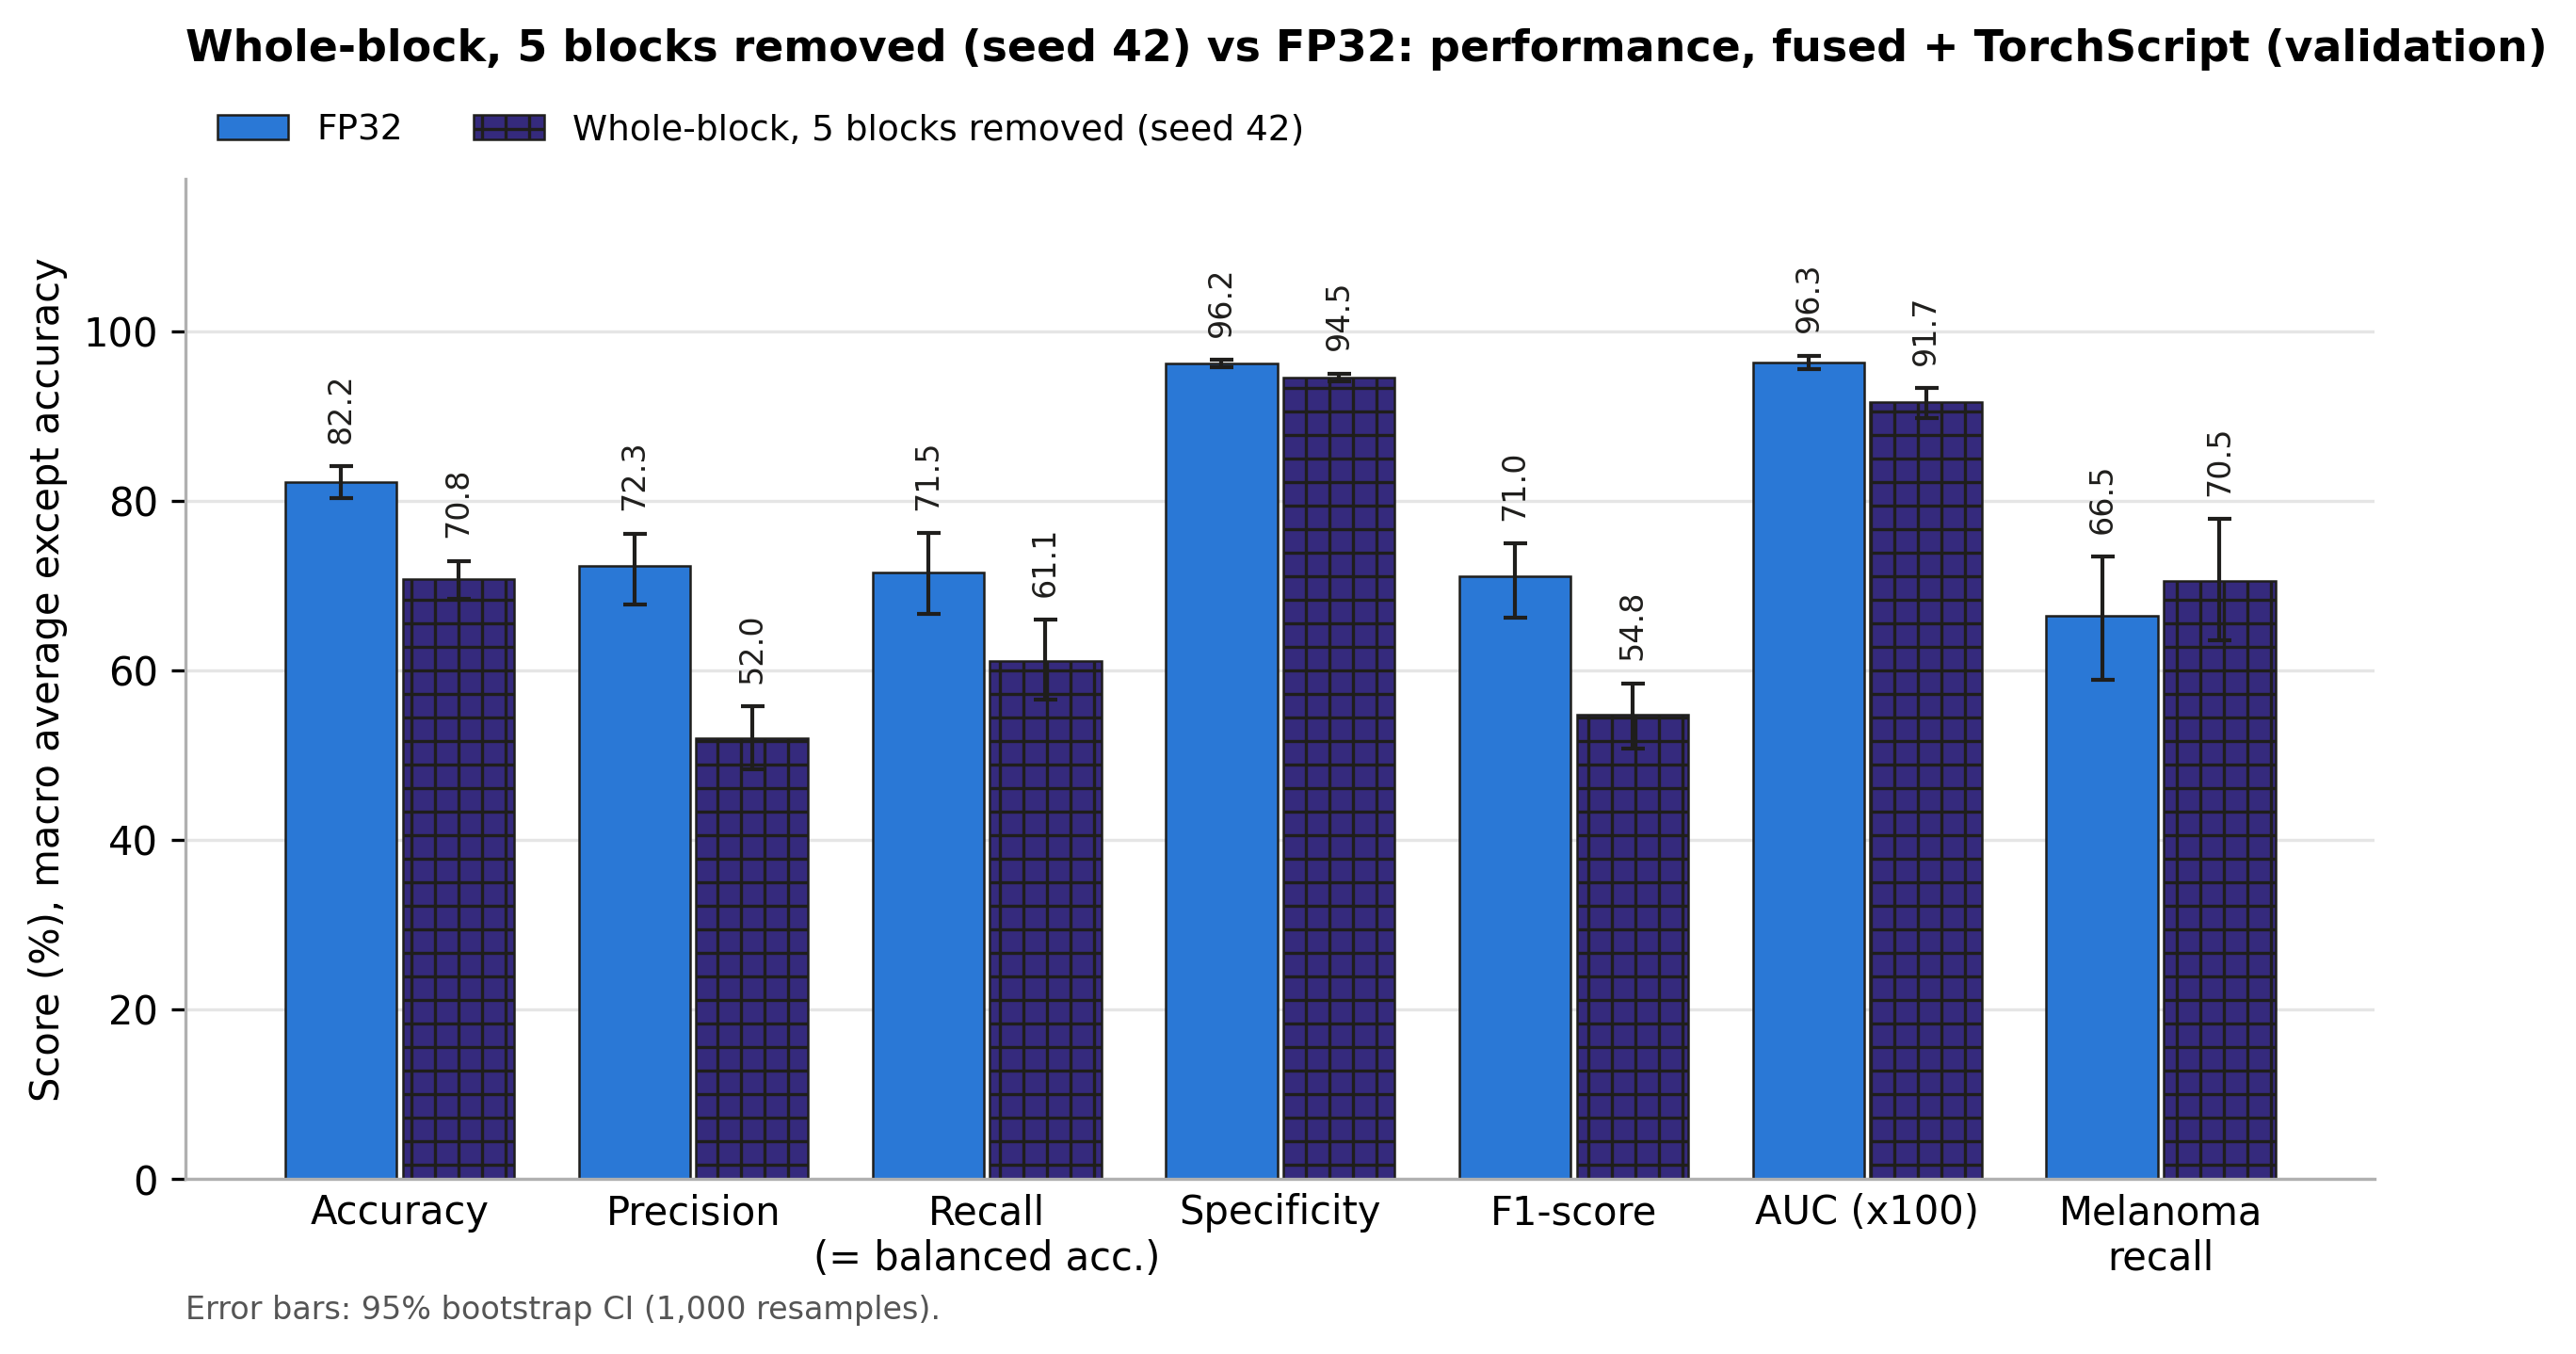 Whole-block, 5 blocks removed (seed 42) vs FP32: performance, fused + TorchScript (validation)
FP32
Whole-block, 5 blocks removed (seed 42)
Score (%), macro average except accuracy
100
80
60
40
20
0
82.2
70.8
72.3
52.0
71.5
61.1
96.2
94.5
71.0
54.8
96.3
91.7
66.5
70.5
Accuracy
Precision
Recall
(= balanced acc.)
Specificity
F1-score
AUC (x100)
Melanoma
recall
Error bars: 95% bootstrap CI (1,000 resamples).